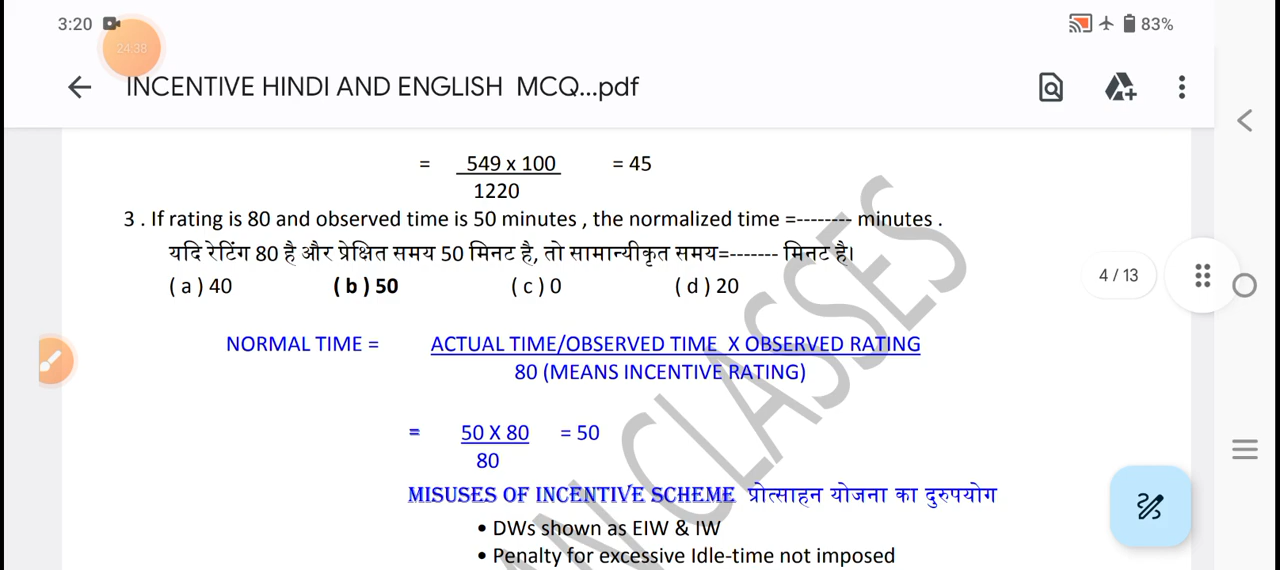 3:20
83%
24:38
INCENTIVE HINDI AND ENGLISH MCQ...pdf
= 549 x 100 = 45
1220
3 . If rating is 80 and observed time is 50 minutes , the normalized time =-------- minutes .
यदि रेटिंग 80 है और प्रेक्षित समय 50 मिनट है, तो सामान्यीकृत समय=------- मिनट है।
( a ) 40 ( b ) 50 ( c ) 0 ( d ) 20
4 / 13
NORMAL TIME = ACTUAL TIME/OBSERVED TIME X OBSERVED RATING
80 (MEANS INCENTIVE RATING)
= 50 X 80 = 50
80
MISUSES OF INCENTIVE SCHEME प्रोत्साहन योजना का दुरुपयोग
• DWs shown as EIW & IW
• Penalty for excessive Idle-time not imposed
CLASSES